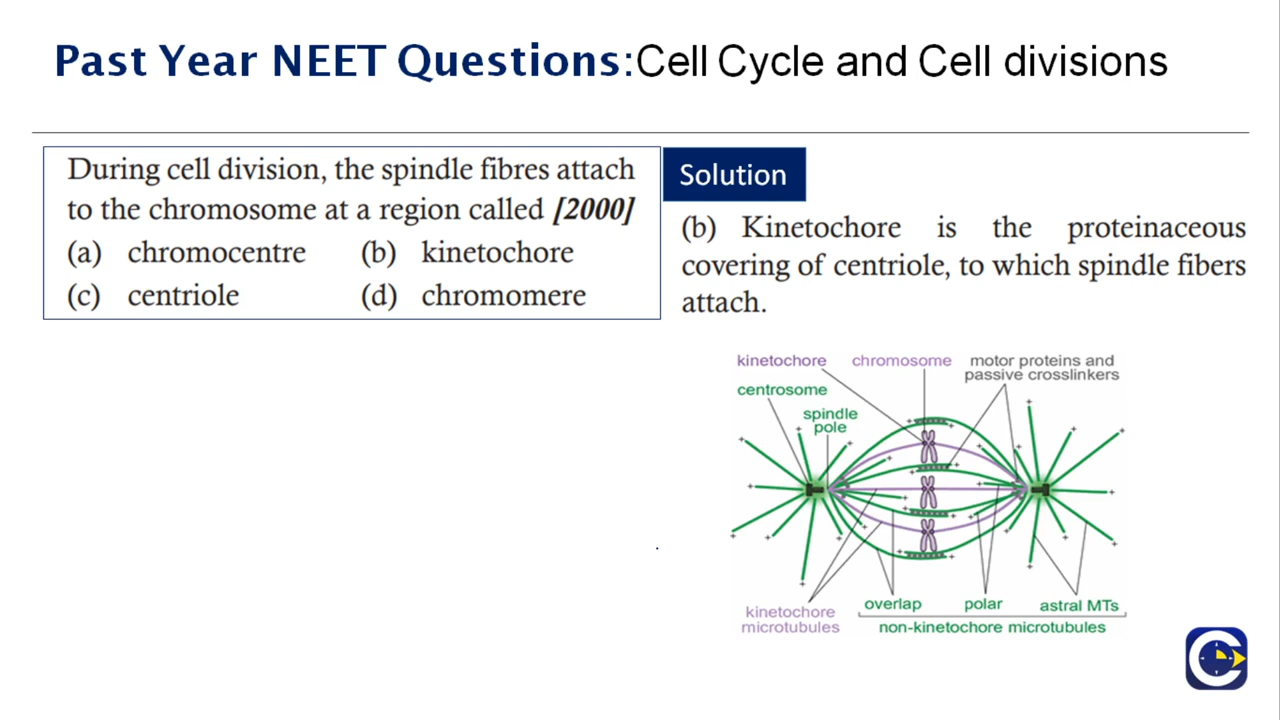 Past Year NEET Questions:Cell Cycle and Cell divisions
During cell division, the spindle fibres attach
to the chromosome at a region called [2000]
(a) chromocentre (b) kinetochore
(c) centriole (d) chromomere
Solution
(b) Kinetochore is the proteinaceous
covering of centriole, to which spindle fibers
attach.
kinetochore chromosome motor proteins and
passive crosslinkers
centrosome
spindle
pole
kinetochore
microtubules
overlap polar astral MTs
non-kinetochore microtubules